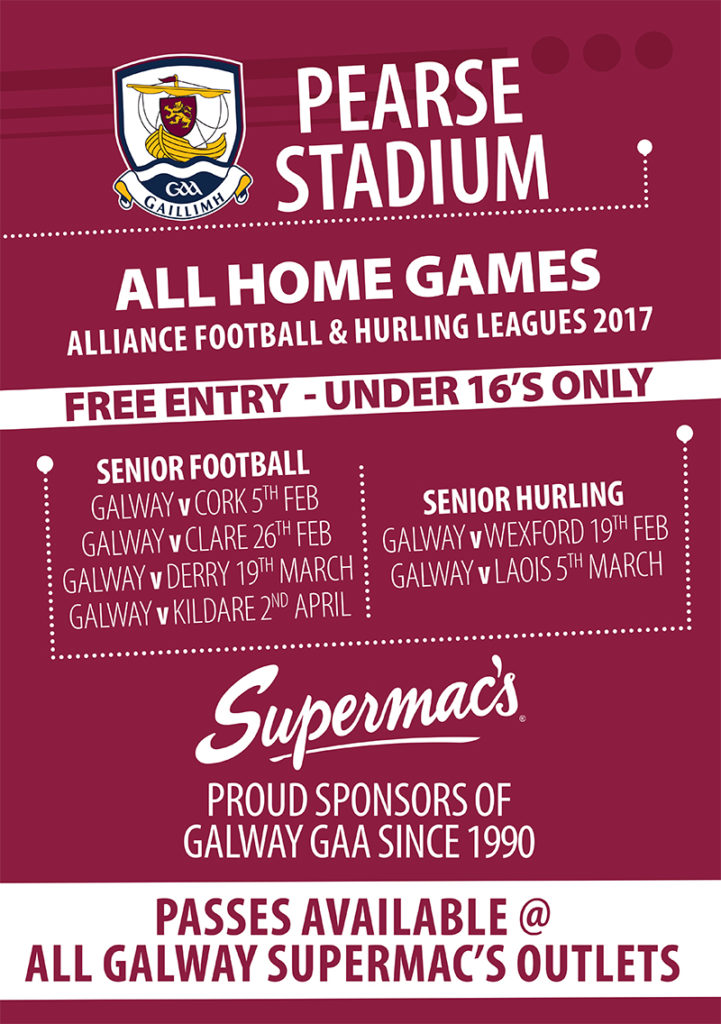 GAA
GAILLIMH
PEARSE
STADIUM
ALL HOME GAMES
ALLIANCE FOOTBALL & HURLING LEAGUES 2017
FREE ENTRY - UNDER 16'S ONLY
SENIOR FOOTBALL
GALWAY v CORK 5TH FEB
GALWAY v CLARE 26TH FEB
GALWAY v DERRY 19TH MARCH
GALWAY v KILDARE 2ND APRIL
SENIOR HURLING
GALWAY v WEXFORD 19TH FEB
GALWAY v LAOIS 5TH MARCH
Supermac's®
PROUD SPONSORS OF
GALWAY GAA SINCE 1990
PASSES AVAILABLE @
ALL GALWAY SUPERMAC'S OUTLETS